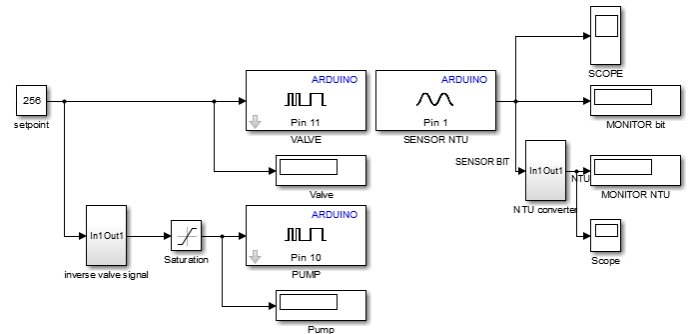 ARDUINO
Pin 11
VALVE
ARDUINO
Pin 1
SENSOR NTU
SCOPE
256
setpoint
MONITOR bit
SENSOR BIT
In1 Out1
NTU converter
NTU
MONITOR NTU
Valve
In1 Out1
inverse valve signal
Saturation
ARDUINO
Pin 10
PUMP
Scope
Pump